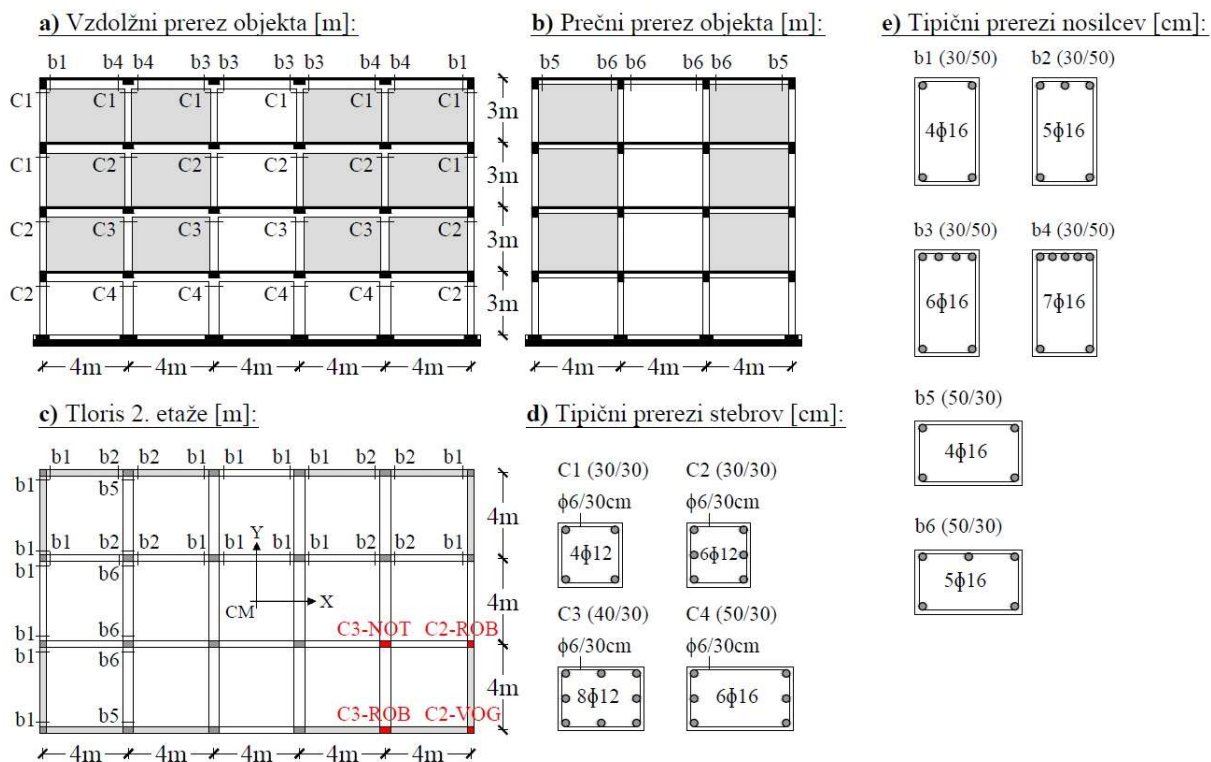 a) Vzdolžni prerez objekta [m]:
b1 b4 b4 b3 b3 b3 b3 b4 b4 b1
C1 C1 C1 C1 C1 C1
3m
C1 C2 C2 C2 C2 C1
3m
C2 C3 C3 C3 C3 C2
3m
C2 C4 C4 C4 C4 C2
3m
4m 4m 4m 4m 4m
b) Prečni prerez objekta [m]:
b5 b6 b6 b6 b6 b5
4m 4m 4m
c) Tloris 2. etaže [m]:
b1 b2 b2 b1 b1 b1 b1 b2 b2 b1
b1 b5
4m
b1 b1 b2 b2 b1 b1 b1 b1 b2 b2 b1
b1 b6
Y
X
CM
4m
b1 b6 C3-NOT C2-ROB
b1 b6
4m
b1 b5 C3-ROB C2-VOG
4m 4m 4m 4m 4m
d) Tipični prerezi stebrov [cm]:
C1 (30/30) C2 (30/30)
ϕ6/30cm ϕ6/30cm
4ϕ12 6ϕ12
C3 (40/30) C4 (50/30)
ϕ6/30cm ϕ6/30cm
8ϕ12 6ϕ16
e) Tipični prerezi nosilcev [cm]:
b1 (30/50) b2 (30/50)
4ϕ16 5ϕ16
b3 (30/50) b4 (30/50)
6ϕ16 7ϕ16
b5 (50/30)
4ϕ16
b6 (50/30)
5ϕ16